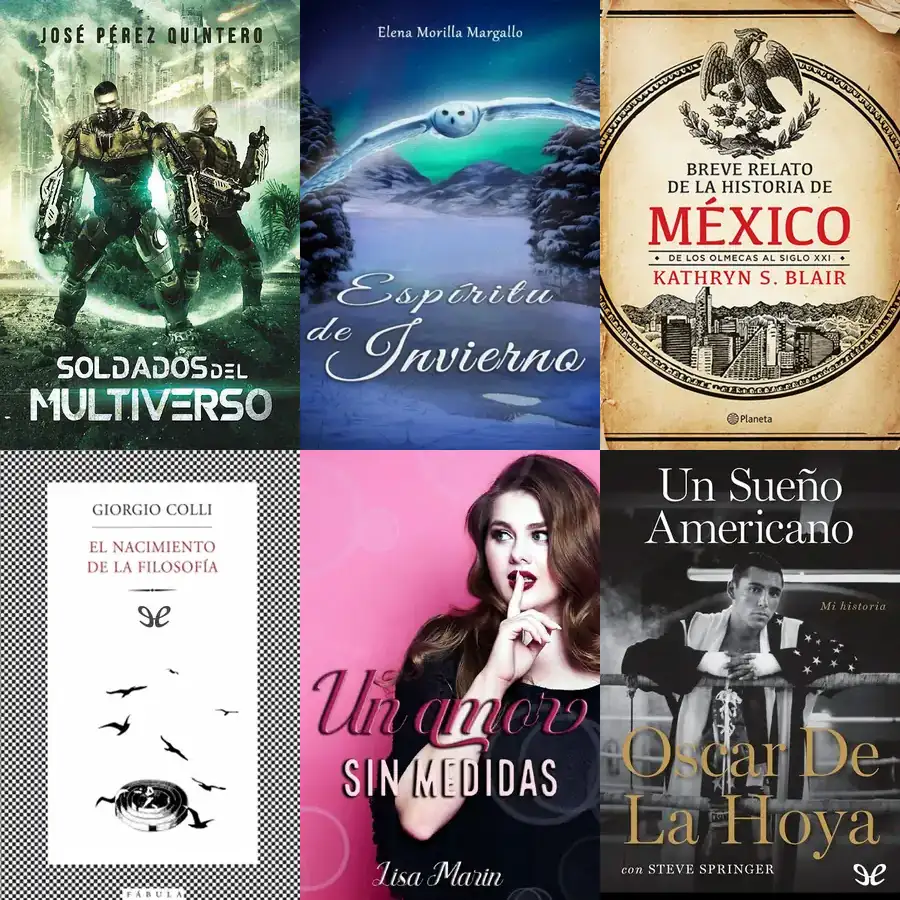 JOSÉ PÉREZ QUINTERO
SOLDADOS DEL
MULTIVERSO
Elena Morilla Margallo
Espíritu
de Invierno
BREVE RELATO
DE LA HISTORIA DE
MÉXICO
DE LOS OLMECAS AL SIGLO XXI
KATHRYN S. BLAIR
Planeta
GIORGIO COLLI
EL NACIMIENTO
DE LA FILOSOFÍA
FÁBULA
Un amor
SIN MEDIDAS
Lisa Marin
Un Sueño
Americano
Mi historia
Oscar De
La Hoya
con STEVE SPRINGER